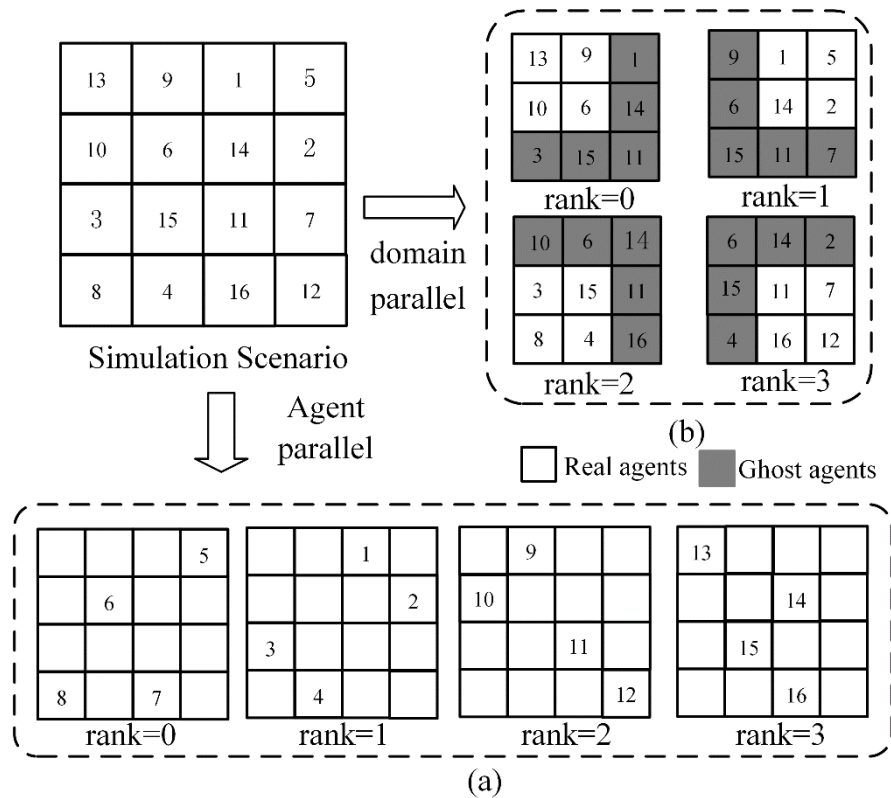 13 9 1 5
10 6 14 2
3 15 11 7
8 4 16 12
Simulation Scenario
domain
parallel
Agent
parallel
13 9 1
10 6 14
3 15 11
rank=0
9 1 5
6 14 2
15 11 7
rank=1
10 6 14
3 15 11
8 4 16
rank=2
6 14 2
15 11 7
4 16 12
rank=3
(b)
Real agents
Ghost agents
5
6
8 7
rank=0
1
2
3
4
rank=1
9
10
11
12
rank=2
13
14
15
16
rank=3
(a)